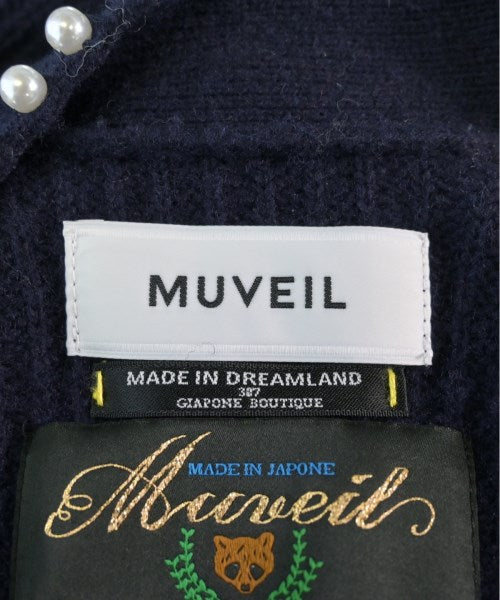 MUVEIL
MADE IN DREAMLAND
387
GIAPONE BOUTIQUE
MADE IN JAPONE
Muveil